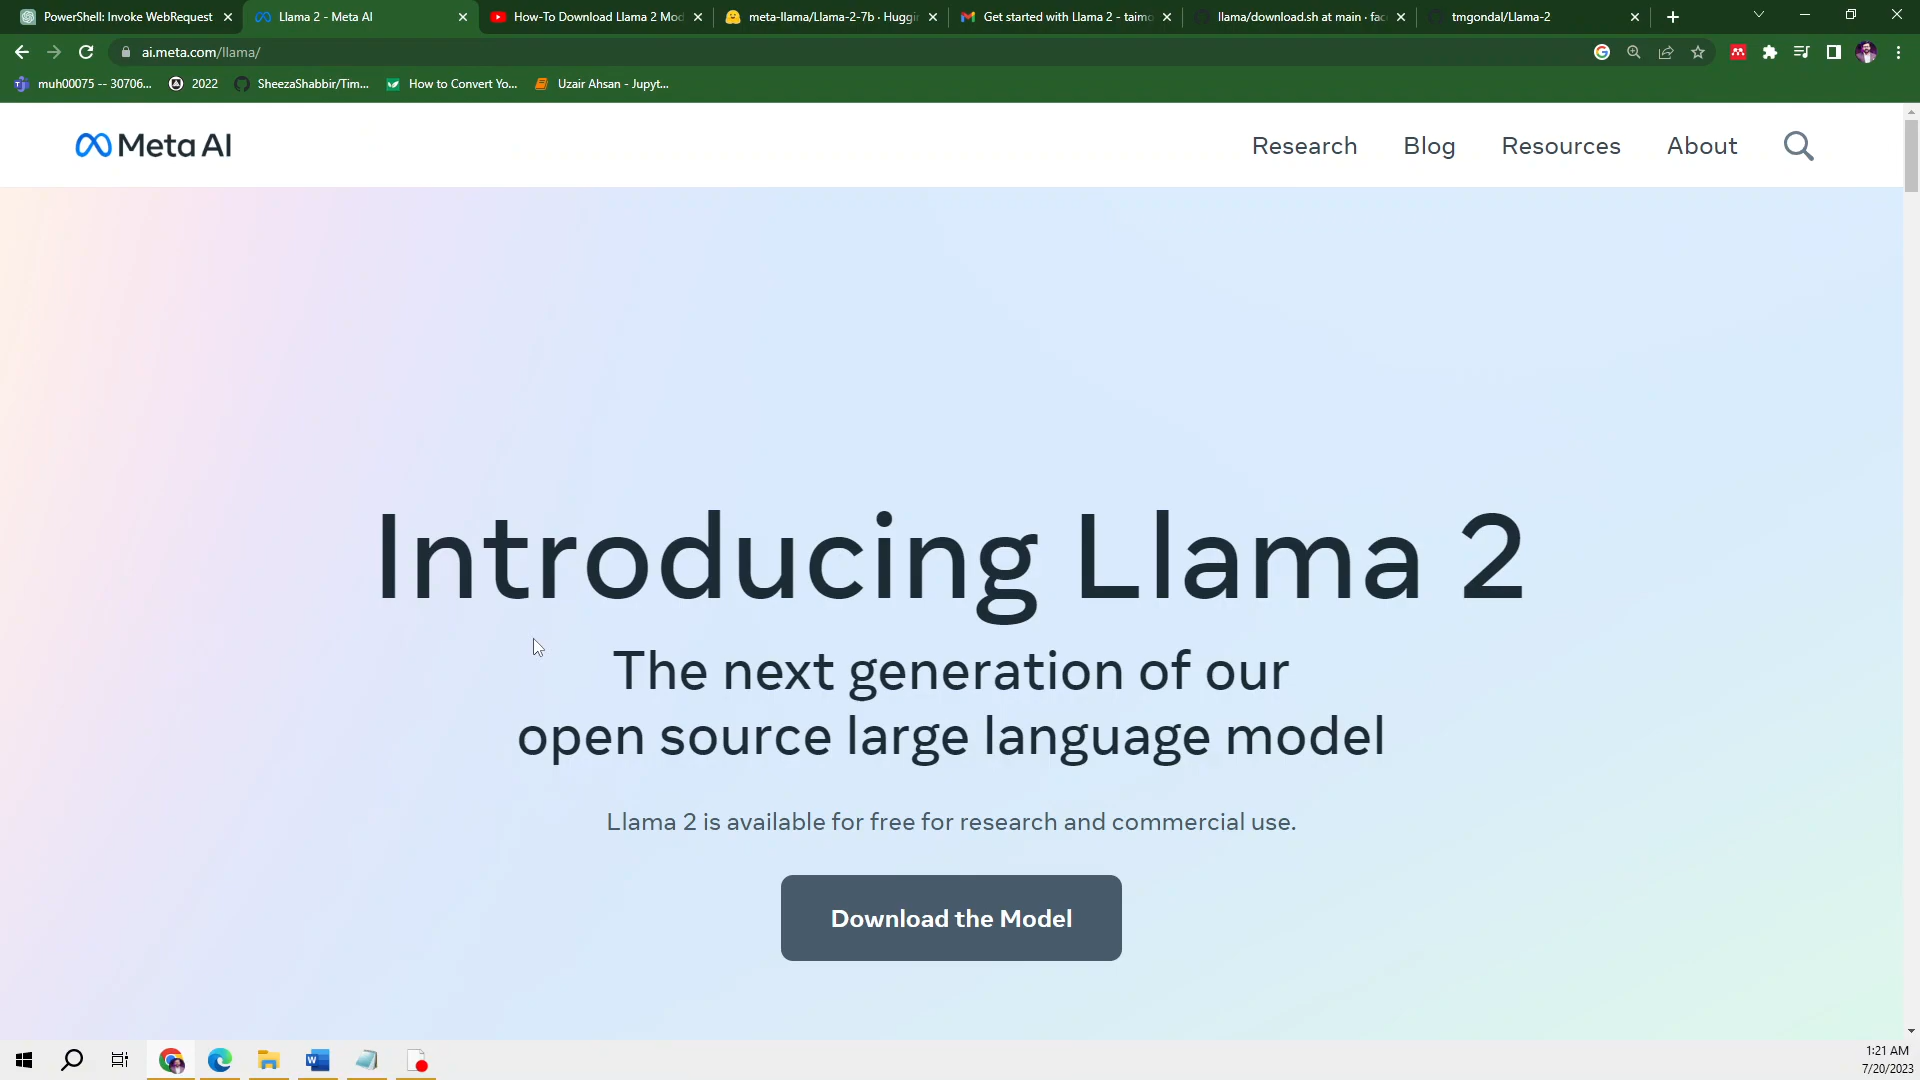 PowerShell: Invoke WebRequest
Llama 2 - Meta AI
How-To Download Llama 2 Mod
meta-llama/Llama-2-7b · Huggin
Get started with Llama 2 - taimo
llama/download.sh at main · fac
tmgondal/Llama-2
ai.meta.com/llama/
muh00075 -- 30706...
2022
SheezaShabbir/Tim...
How to Convert Yo...
Uzair Ahsan - Jupyt...
Meta AI
Research
Blog
Resources
About
Introducing Llama 2
The next generation of our
open source large language model
Llama 2 is available for free for research and commercial use.
Download the Model
1:21 AM
7/20/2023